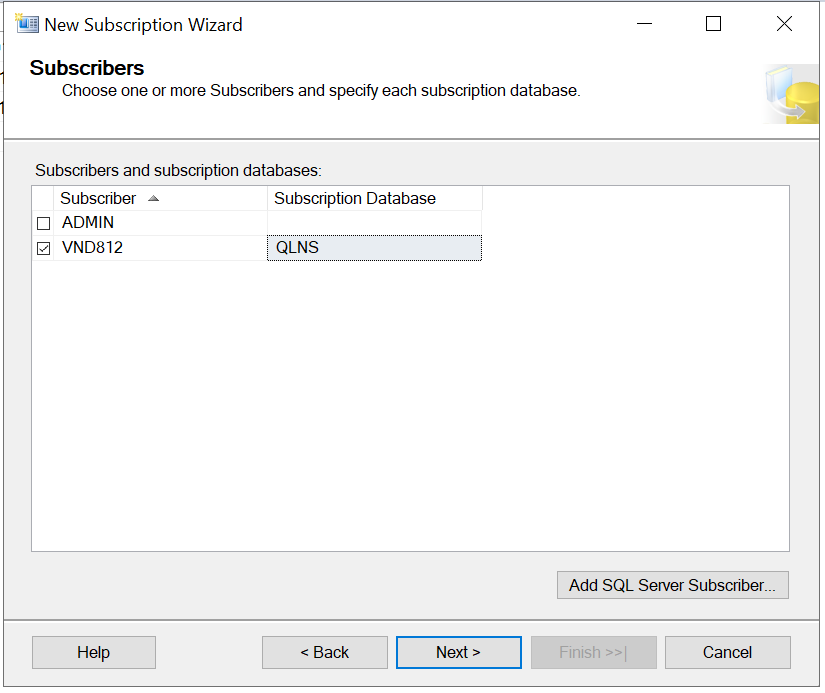 New Subscription Wizard
Subscribers
Choose one or more Subscribers and specify each subscription database.
Subscribers and subscription databases:
Subscriber Subscription Database
ADMIN
VND812 QLNS
Add SQL Server Subscriber...
Help < Back Next > Finish >>| Cancel